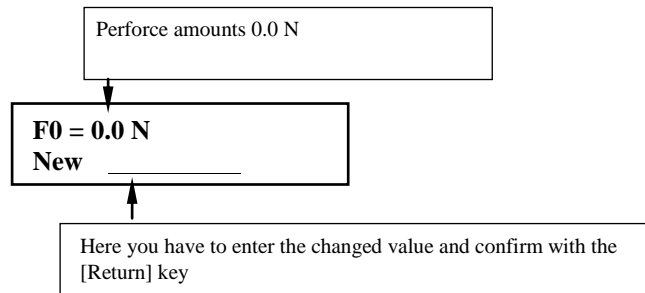 Perforce amounts 0.0 N
F0 = 0.0 N
New
Here you have to enter the changed value and confirm with the
[Return] key